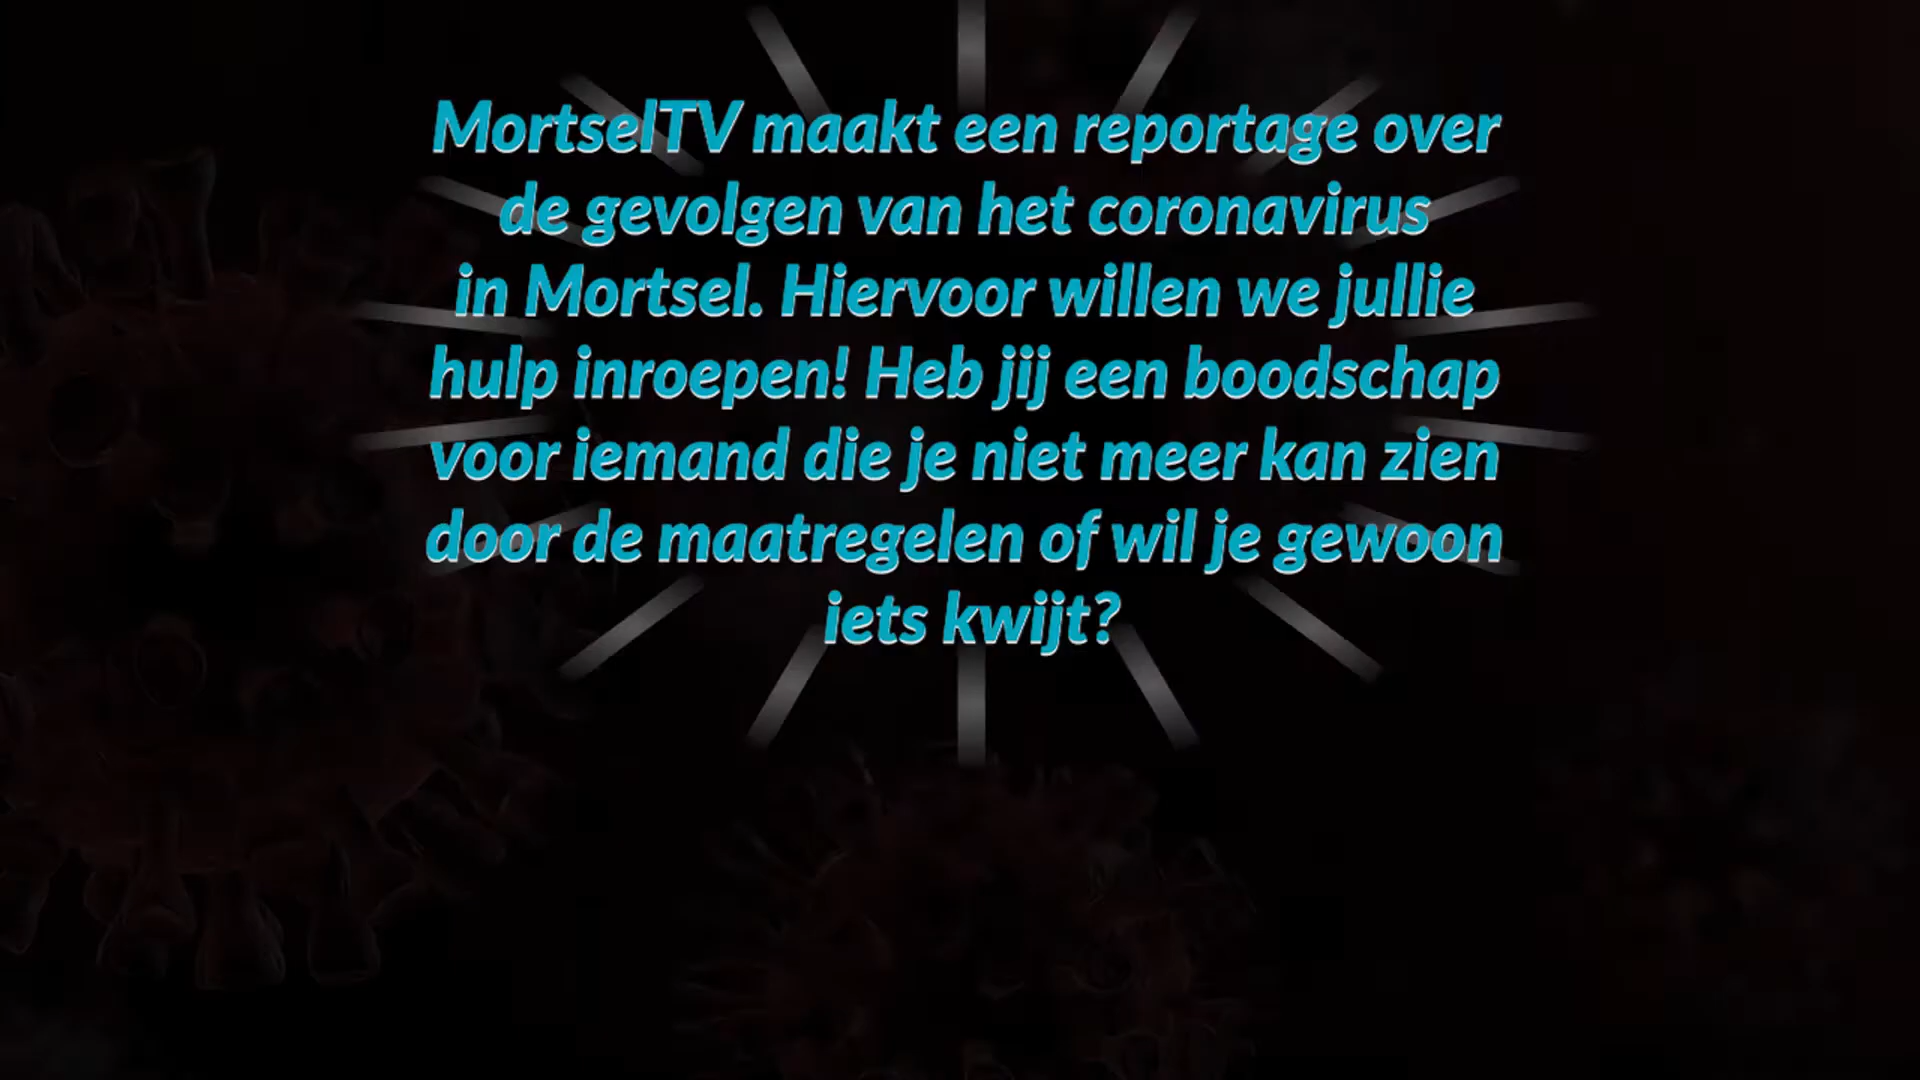 MortselTV maakt een reportage over
de gevolgen van het coronavirus
in Mortsel. Hiervoor willen we jullie
hulp inroepen! Heb jij een boodschap
voor iemand die je niet meer kan zien
door de maatregelen of wil je gewoon
iets kwijt?